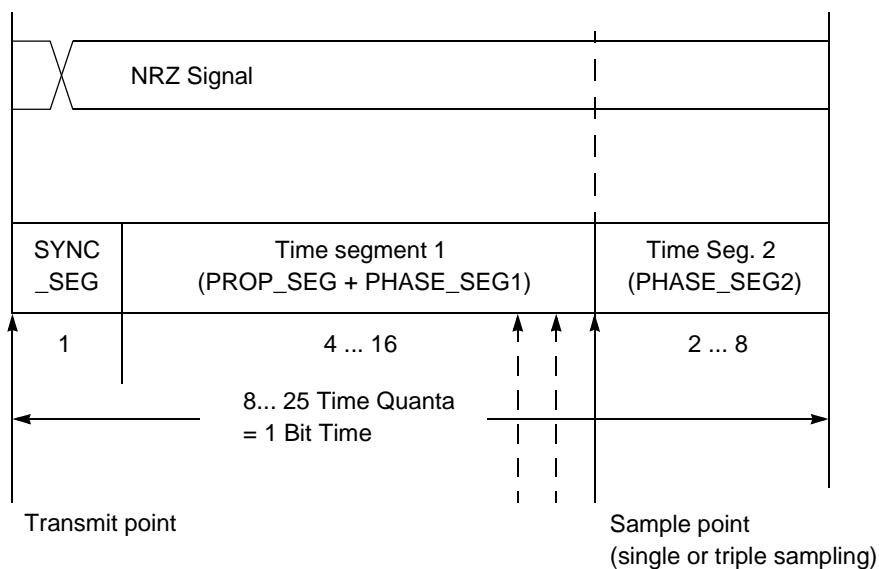 NRZ Signal
SYNC
_SEG
Time segment 1
(PROP_SEG + PHASE_SEG1)
Time Seg. 2
(PHASE_SEG2)
1
4 ... 16
2 ... 8
8... 25 Time Quanta
= 1 Bit Time
Transmit point
Sample point
(single or triple sampling)